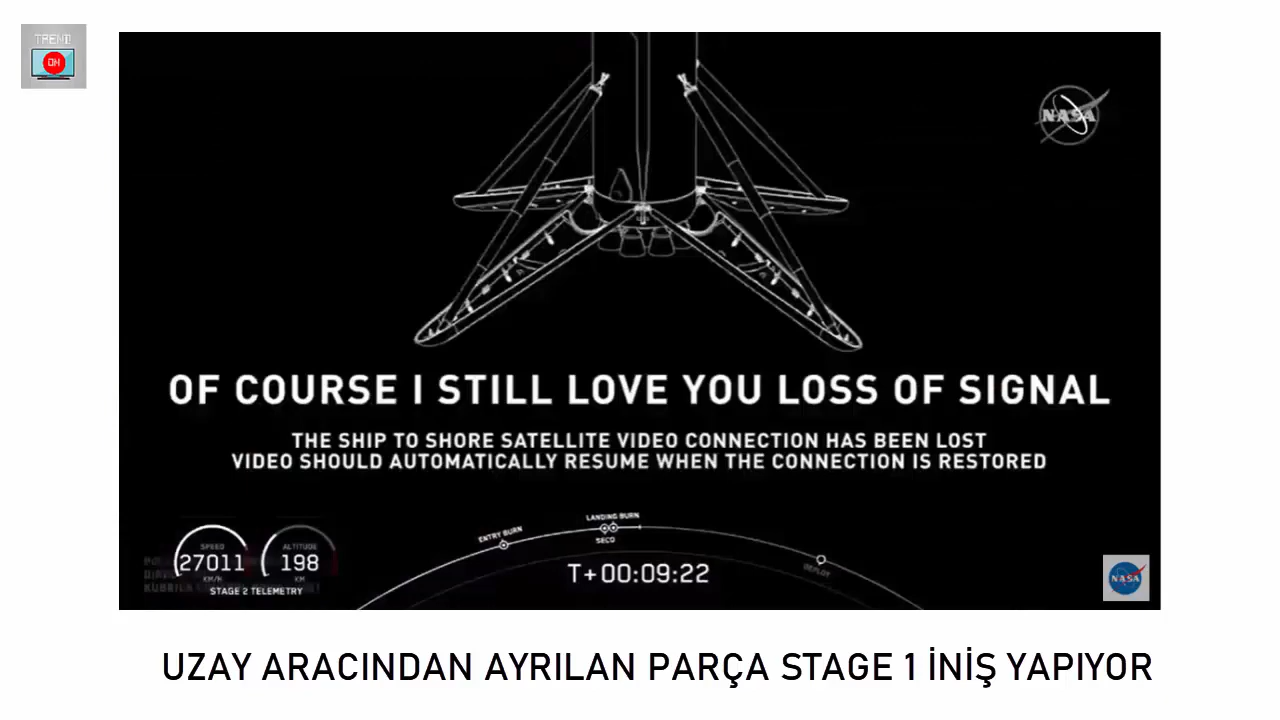 TREND
ON
NASA
OF COURSE I STILL LOVE YOU LOSS OF SIGNAL
THE SHIP TO SHORE SATELLITE VIDEO CONNECTION HAS BEEN LOST
VIDEO SHOULD AUTOMATICALLY RESUME WHEN THE CONNECTION IS RESTORED
ENTRY BURN
LANDING BURN
SECO
DEPLOY
SPEED
27011
KM/H
ALTITUDE
198
KM
STAGE 2 TELEMETRY
T+00:09:22
NASA
UZAY ARACINDAN AYRILAN PARÇA STAGE 1 İNİŞ YAPIYOR